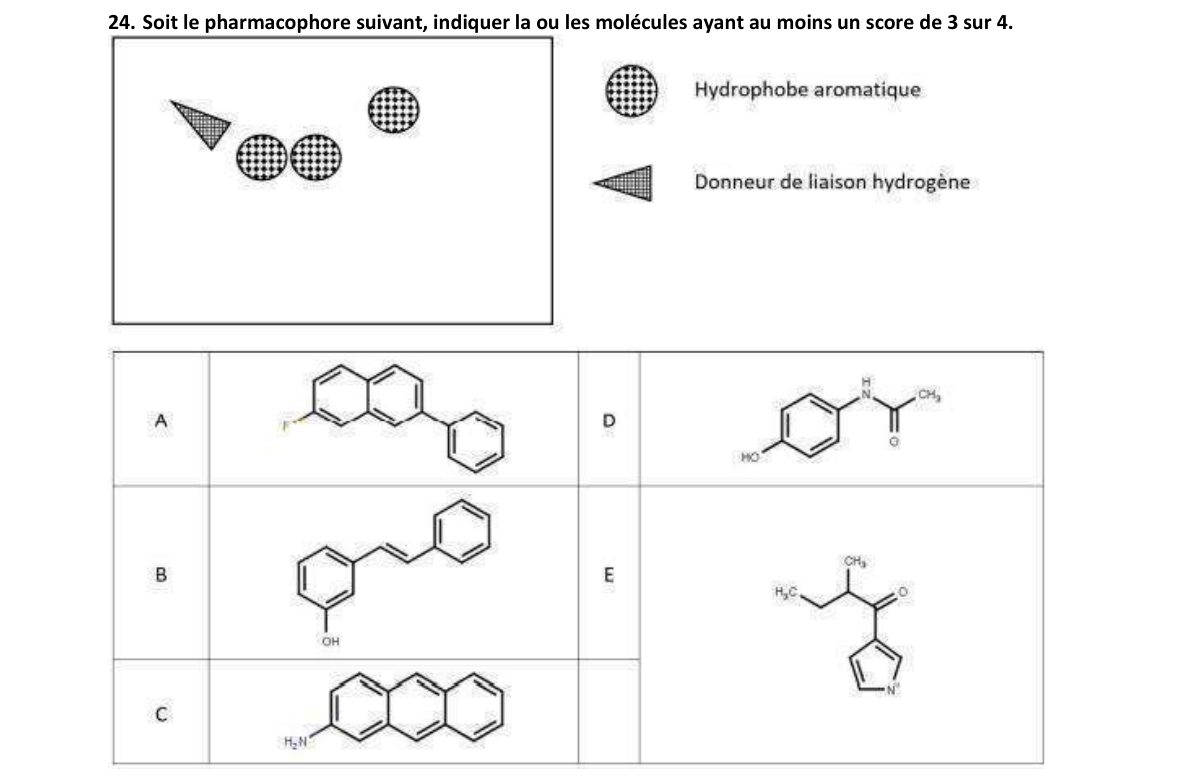 24. Soit le pharmacophore suivant, indiquer la ou les molécules ayant au moins un score de 3 sur 4.
Hydrophobe aromatique
Donneur de liaison hydrogène
A
F
D
H
N
CH₃
O
HO
B
OH
E
CH₃
H₃C
O
N
C
H₂N